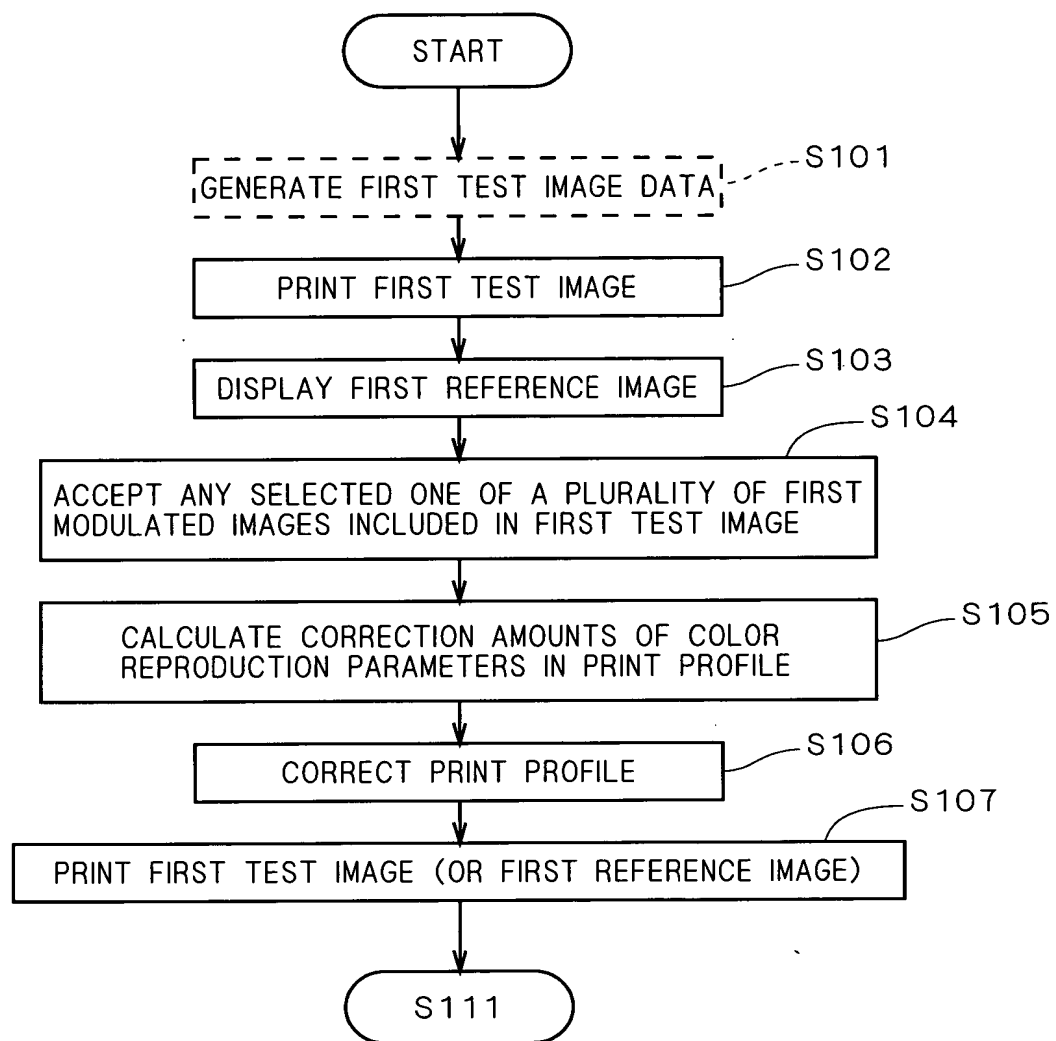 START
S101
GENERATE FIRST TEST IMAGE DATA
S102
PRINT FIRST TEST IMAGE
S103
DISPLAY FIRST REFERENCE IMAGE
S104
ACCEPT ANY SELECTED ONE OF A PLURALITY OF FIRST
MODULATED IMAGES INCLUDED IN FIRST TEST IMAGE
S105
CALCULATE CORRECTION AMOUNTS OF COLOR
REPRODUCTION PARAMETERS IN PRINT PROFILE
S106
CORRECT PRINT PROFILE
S107
PRINT FIRST TEST IMAGE (OR FIRST REFERENCE IMAGE)
S111